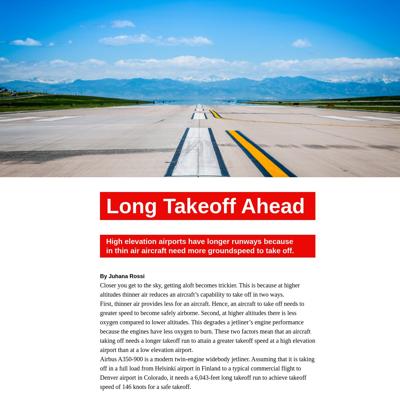 Long Takeoff Ahead
High elevation airports have longer runways because
in thin air aircraft need more groundspeed to take off.
By Juhana Rossi
Closer you get to the sky, getting aloft becomes trickier. This is because at higher
altitudes thinner air reduces an aircraft's capability to take off in two ways.
First, thinner air provides less for an aircraft. Hence, an aircraft to take off needs to
greater speed to become safely airborne. Second, at higher altitudes there is less
oxygen compared to lower altitudes. This degrades a jetliner's engine performance
because the engines have less oxygen to burn. These two factors mean that an aircraft
taking off needs a longer takeoff run to attain a greater takeoff speed at a high elevation
airport than at a low elevation airport.
Airbus A350-900 is a modern twin-engine widebody jetliner. Assuming that it is taking
off in a full load from Helsinki airport in Finland to a typical commercial flight to
Denver airport in Colorado, it needs a 6,043-feet long takeoff run to achieve takeoff
speed of 146 knots for a safe takeoff.